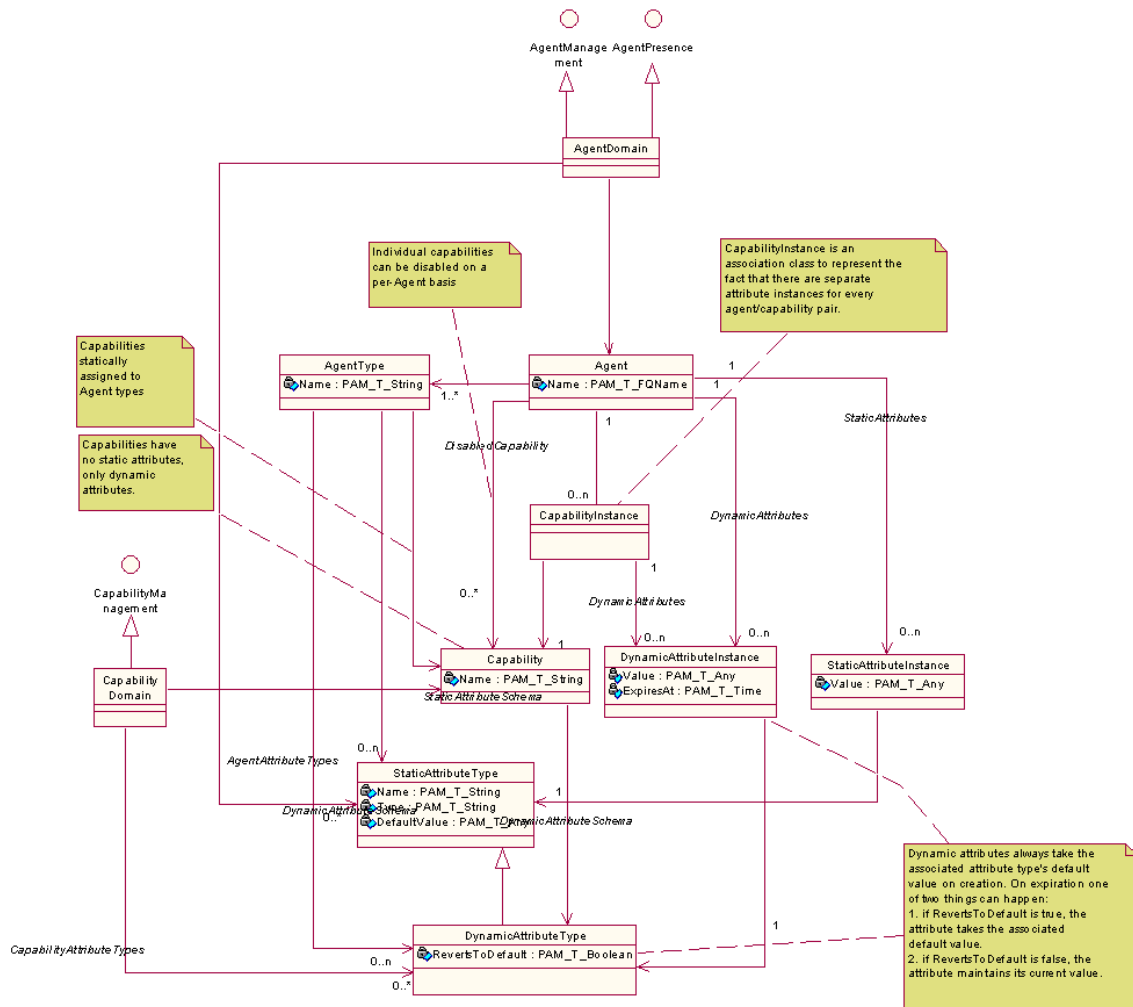 AgentManage
ment
AgentPresence
AgentDomain
Individual capabilities
can be disabled on a
per-Agent basis
CapabilityInstance is an
association class to represent the
fact that there are separate
attribute instances for every
agent/capability pair.
Capabilities
statically
assigned to
Agent types
AgentType
Name : PAM_T_String
Agent
Name : PAM_T_FQName
1
1
1..*
1
StaticAttributes
DisabledCapability
Capabilities have
no static attributes,
only dynamic
attributes.
0..n
CapabilityInstance
DynamicAttributes
1
CapabilityMa
nagement
0..*
DynamicAttributes
1
0..n
0..n
0..n
Capability
Name : PAM_T_String
DynamicAttributeInstance
Value : PAM_T_Any
ExpiresAt : PAM_T_Time
StaticAttributeInstance
Value : PAM_T_Any
Capability
Domain
StaticAttributeSchema
0..n
AgentAttributeTypes
StaticAttributeType
Name : PAM_T_String
Type : PAM_T_String
DefaultValue : PAM_T_Any
1
DynamicAttributeSchema
0..*
DynamicAttributeSchema
Dynamic attributes always take the
associated attribute type's default
value on creation. On expiration one
of two things can happen:
1. if RevertsToDefault is true, the
attribute takes the associated
default value.
2. if RevertsToDefault is false, the
attribute maintains its current value.
1
DynamicAttributeType
RevertsToDefault : PAM_T_Boolean
CapabilityAttributeTypes
0..n
0..*